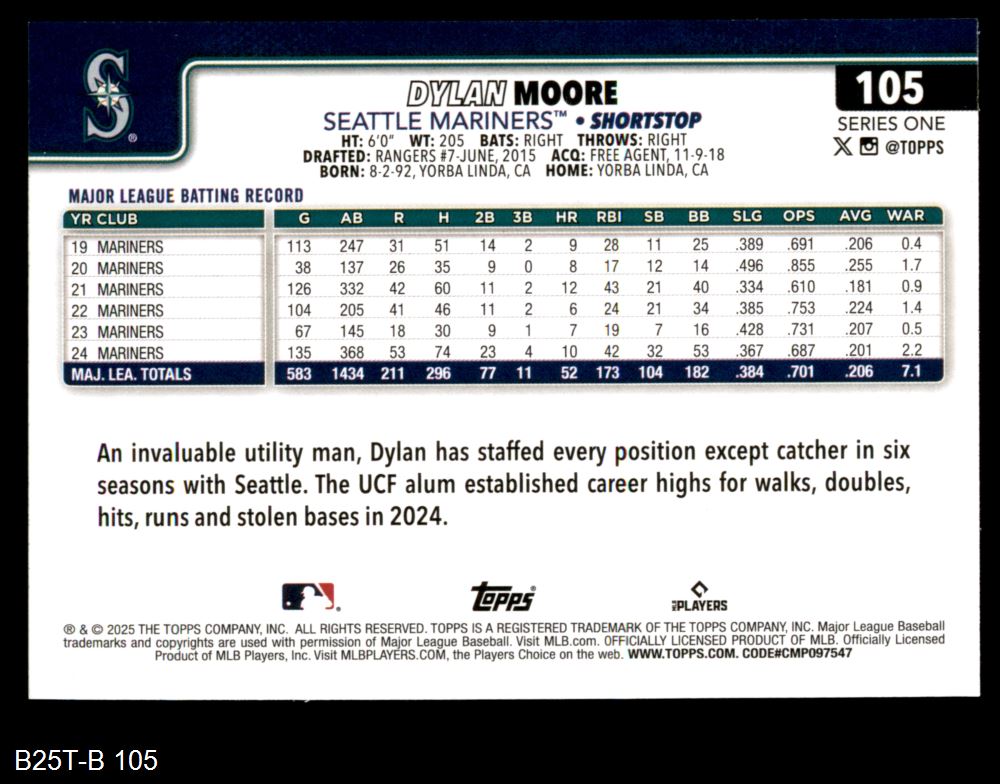 S ®
DYLAN MOORE
105
SEATTLE MARINERS™ • SHORTSTOP
SERIES ONE
HT: 6'0" WT: 205 BATS: RIGHT THROWS: RIGHT
X @TOPPS
DRAFTED: RANGERS #7-JUNE, 2015 ACQ: FREE AGENT, 11-9-18
BORN: 8-2-92, YORBA LINDA, CA HOME: YORBA LINDA, CA
MAJOR LEAGUE BATTING RECORD
YR CLUB G AB R H 2B 3B HR RBI SB BB SLG OPS AVG WAR
19 MARINERS 113 247 31 51 14 2 9 28 11 25 .389 .691 .206 0.4
20 MARINERS 38 137 26 35 9 0 8 17 12 14 .496 .855 .255 1.7
21 MARINERS 126 332 42 60 11 2 12 43 21 40 .334 .610 .181 0.9
22 MARINERS 104 205 41 46 11 2 6 24 21 34 .385 .753 .224 1.4
23 MARINERS 67 145 18 30 9 1 7 19 7 16 .428 .731 .207 0.5
24 MARINERS 135 368 53 74 23 4 10 42 32 53 .367 .687 .201 2.2
MAJ. LEA. TOTALS 583 1434 211 296 77 11 52 173 104 182 .384 .701 .206 7.1
An invaluable utility man, Dylan has staffed every position except catcher in six
seasons with Seattle. The UCF alum established career highs for walks, doubles,
hits, runs and stolen bases in 2024.
Topps® MLB PLAYERS
® & © 2025 THE TOPPS COMPANY, INC. ALL RIGHTS RESERVED. TOPPS IS A REGISTERED TRADEMARK OF THE TOPPS COMPANY, INC. Major League Baseball
trademarks and copyrights are used with permission of Major League Baseball. Visit MLB.com. OFFICIALLY LICENSED PRODUCT OF MLB. Officially Licensed
Product of MLB Players, Inc. Visit MLBPLAYERS.COM, the Players Choice on the web. WWW.TOPPS.COM. CODE#CMP097547
B25T-B 105